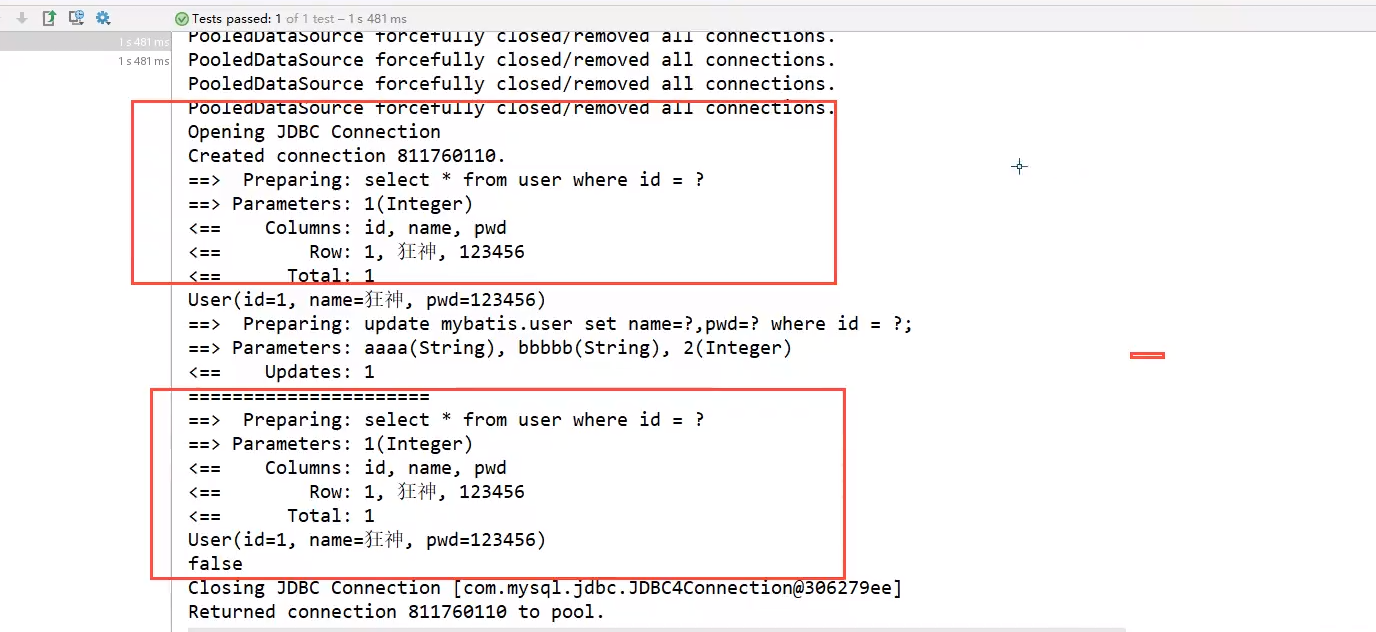 Tests passed: 1 of 1 test – 1 s 481 ms
1 s 481 ms
1 s 481 ms
PooledDataSource forcefully closed/removed all connections.
PooledDataSource forcefully closed/removed all connections.
PooledDataSource forcefully closed/removed all connections.
PooledDataSource forcefully closed/removed all connections.
Opening JDBC Connection
Created connection 811760110.
==>  Preparing: select * from user where id = ?
==> Parameters: 1(Integer)
<==    Columns: id, name, pwd
<==        Row: 1, 狂神, 123456
<==      Total: 1
User(id=1, name=狂神, pwd=123456)
==>  Preparing: update mybatis.user set name=?,pwd=? where id = ?;
==> Parameters: aaaa(String), bbbbb(String), 2(Integer)
<==    Updates: 1
======================
==>  Preparing: select * from user where id = ?
==> Parameters: 1(Integer)
<==    Columns: id, name, pwd
<==        Row: 1, 狂神, 123456
<==      Total: 1
User(id=1, name=狂神, pwd=123456)
false
Closing JDBC Connection [com.mysql.jdbc.JDBC4Connection@306279ee]
Returned connection 811760110 to pool.